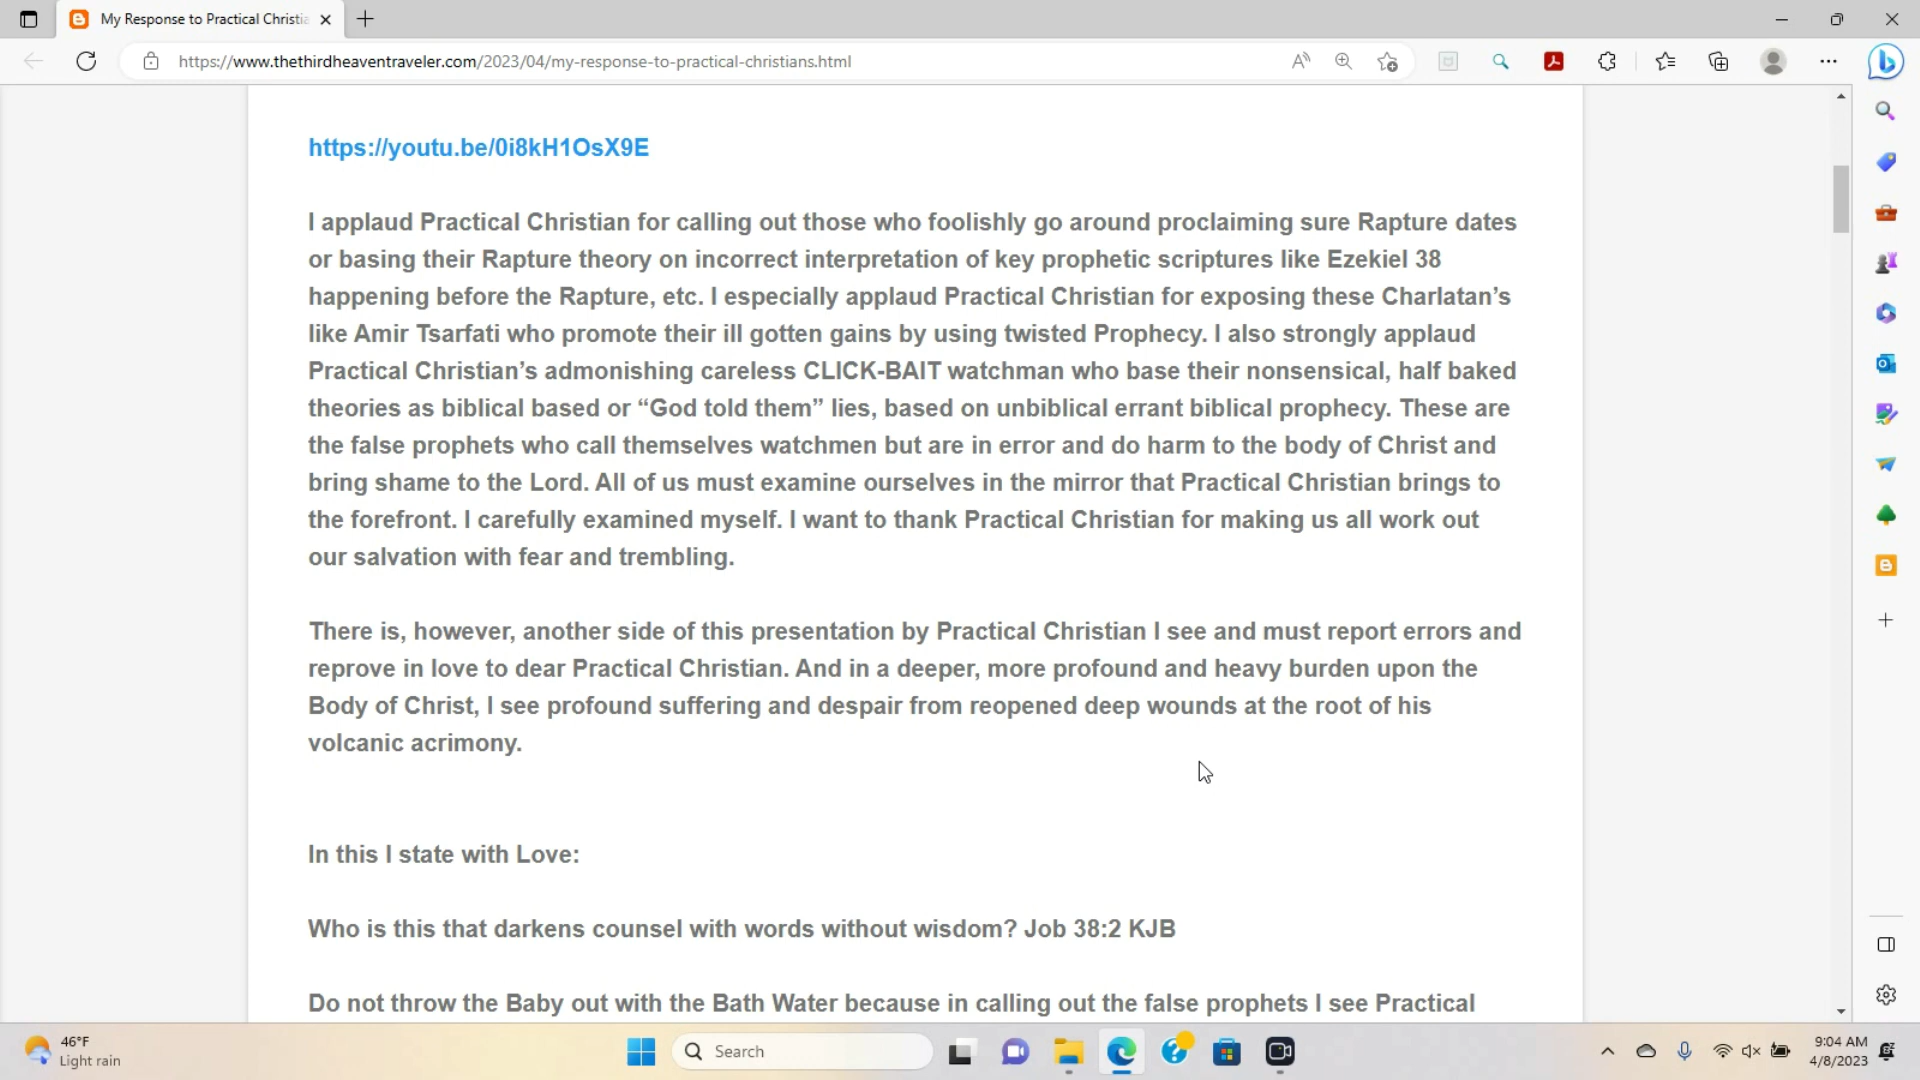 My Response to Practical Christia
https://www.thethirdheaventraveler.com/2023/04/my-response-to-practical-christians.html
https://youtu.be/0i8kH1OsX9E
I applaud Practical Christian for calling out those who foolishly go around proclaiming sure Rapture dates
or basing their Rapture theory on incorrect interpretation of key prophetic scriptures like Ezekiel 38
happening before the Rapture, etc. I especially applaud Practical Christian for exposing these Charlatan’s
like Amir Tsarfati who promote their ill gotten gains by using twisted Prophecy. I also strongly applaud
Practical Christian’s admonishing careless CLICK-BAIT watchman who base their nonsensical, half baked
theories as biblical based or “God told them” lies, based on unbiblical errant biblical prophecy. These are
the false prophets who call themselves watchmen but are in error and do harm to the body of Christ and
bring shame to the Lord. All of us must examine ourselves in the mirror that Practical Christian brings to
the forefront. I carefully examined myself. I want to thank Practical Christian for making us all work out
our salvation with fear and trembling.
There is, however, another side of this presentation by Practical Christian I see and must report errors and
reprove in love to dear Practical Christian. And in a deeper, more profound and heavy burden upon the
Body of Christ, I see profound suffering and despair from reopened deep wounds at the root of his
volcanic acrimony.
In this I state with Love:
Who is this that darkens counsel with words without wisdom? Job 38:2 KJB
Do not throw the Baby out with the Bath Water because in calling out the false prophets I see Practical
46°F
Light rain
Search
9:04 AM
4/8/2023